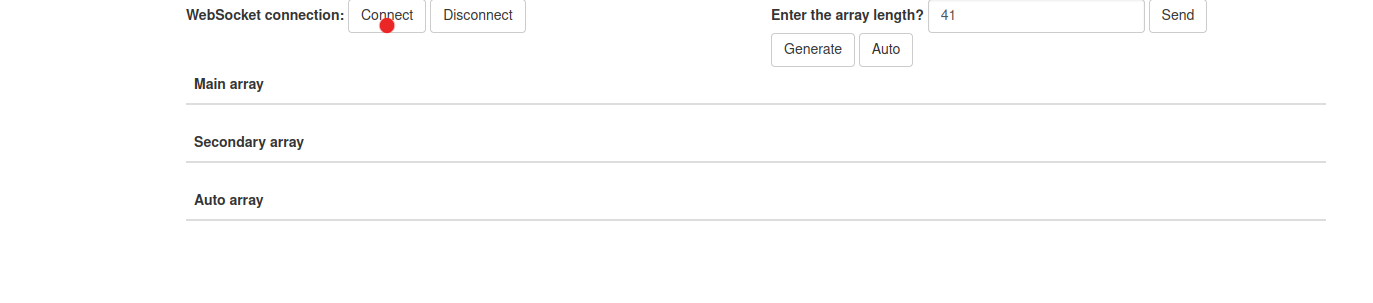 WebSocket connection: Connect Disconnect Enter the array length? 41 Send
Generate Auto
Main array
Secondary array
Auto array